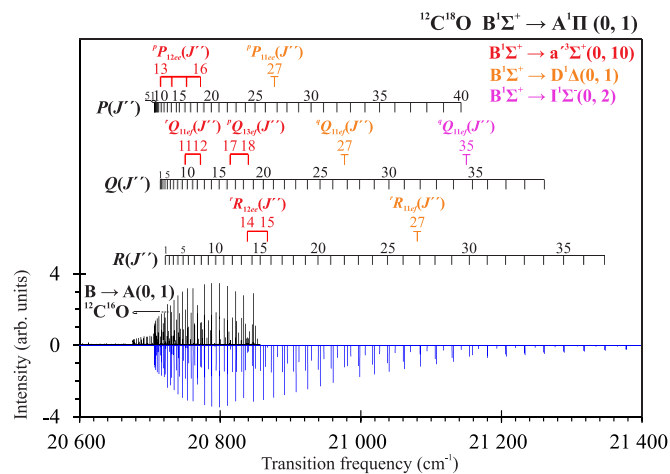 ¹²C¹⁸O B¹Σ⁺ → A¹Π (0, 1)
ᵖP₁₂ₑₑ(J´´) ᵖP₁₁ₑₑ(J´´) B¹Σ⁺ → a´³Σ⁺(0, 10)
13 16 27 B¹Σ⁺ → D¹Δ(0, 1)
B¹Σ⁺ → I¹Σ⁻(0, 2)
P(J´´) 10 15 20 25 30 35 40
ʳQ₁₁ef(J´´) ᵖQ₁₃ef(J´´) qQ₁₁ef(J´´) qQ₁₁ef(J´´)
11 12 17 18 27 35
Q(J´´) 5 10 15 20 25 30 35
ʳR₁₂ₑₑ(J´´) ʳR₁₁ef(J´´)
14 15 27
R(J´´) 1 5 10 15 20 25 30 35
4
B → A(0, 1)
¹²C¹⁶O
0
-4
Intensity (arb. units)
20 600 20 800 21 000 21 200 21 400
Transition frequency (cm⁻¹)